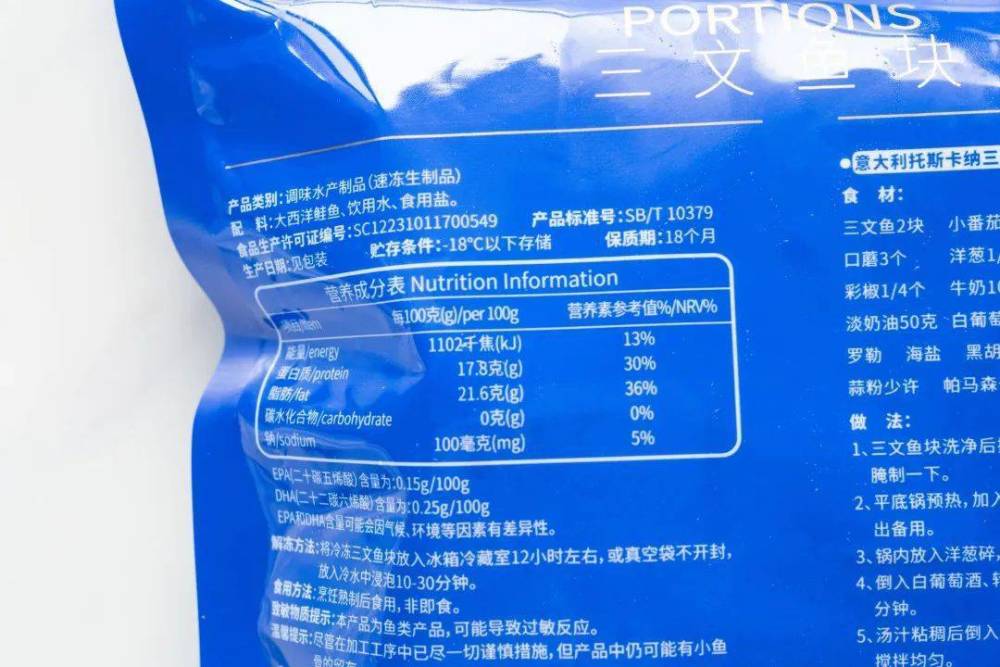 PORTIONS
三文鱼块
产品类别：调味水产制品（速冻生制品）
配 料：大西洋鲑鱼、饮用水、食用盐。
食品生产许可证编号：SC12231011700549 产品标准号：SB/T 10379
生产日期：见包装 贮存条件：-18℃以下存储 保质期：18个月
营养成分表 Nutrition Information
每100克(g)/per 100g 营养素参考值%/NRV%
能量/energy 1102千焦(kJ) 13%
蛋白质/protein 17.8克(g) 30%
脂肪/fat 21.6克(g) 36%
碳水化合物/carbohydrate 0克(g) 0%
钠/sodium 100毫克(mg) 5%
EPA(二十碳五烯酸)含量为：0.15g/100g
DHA(二十二碳六烯酸)含量为：0.25g/100g
EPA和DHA含量可能会因气候、环境等因素有差异性。
解冻方法：将冷冻三文鱼块放入冰箱冷藏室12小时左右，或真空袋不开封，
放入冷水中浸泡10-30分钟。
食用方法：烹饪熟制后食用，非即食。
致敏物质提示：本产品为鱼类产品，可能导致过敏反应。
温馨提示：尽管在加工工序中已尽一切谨慎措施，但产品中仍可能有小鱼
骨的留存
●意大利托斯卡纳三
食 材：
三文鱼2块 小番茄
口蘑3个 洋葱1/
彩椒1/4个 牛奶10
淡奶油50克 白葡萄
罗勒 海盐 黑胡
蒜粉少许 帕马森
做 法：
1、三文鱼块洗净后
腌制一下。
2、平底锅预热，加入
出备用。
3、锅内放入洋葱碎，
4、倒入白葡萄酒、
分钟。
5、汤汁粘稠后倒入
搅拌均匀。